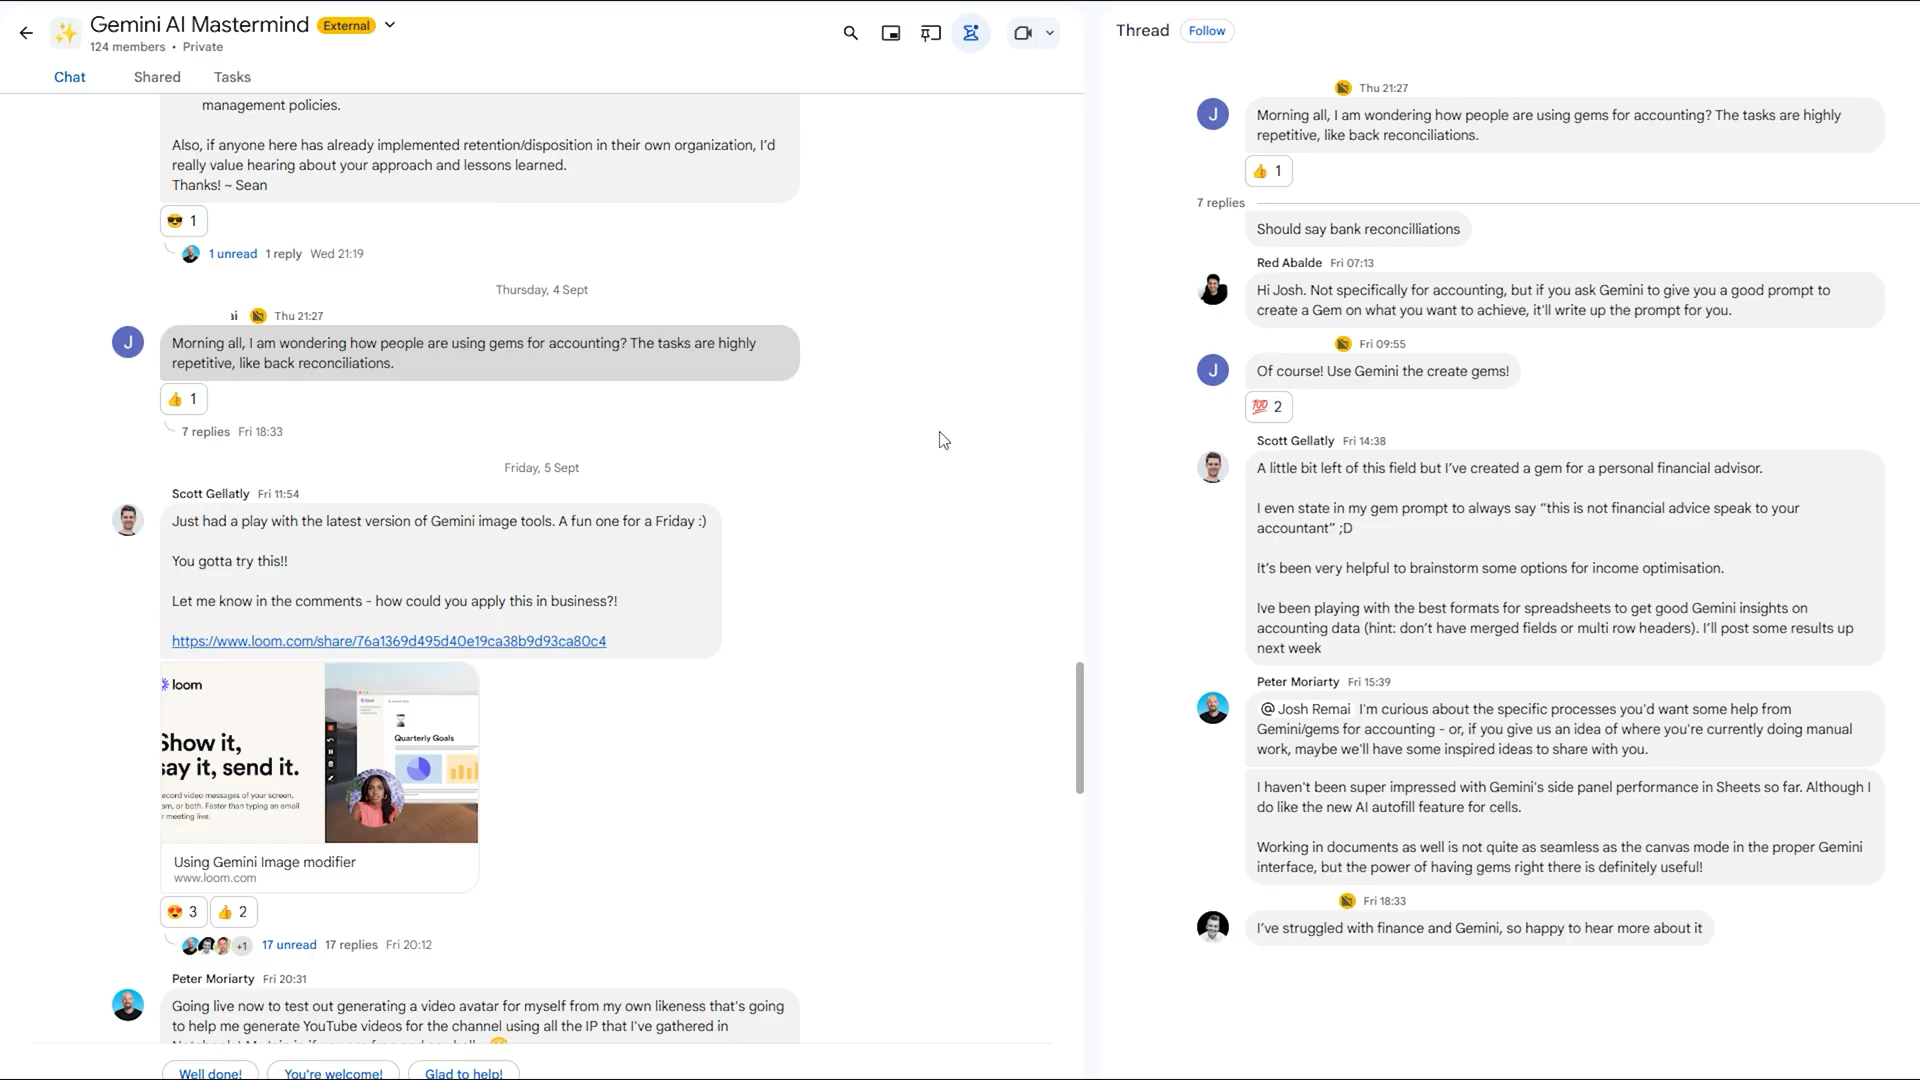 Gemini AI Mastermind External
124 members • Private
Chat Shared Tasks
management policies.
Also, if anyone here has already implemented retention/disposition in their own organization, I'd
really value hearing about your approach and lessons learned.
Thanks! ~ Sean
😎 1
1 unread 1 reply Wed 21:19
Thursday, 4 Sept
ai Thu 21:27
J
Morning all, I am wondering how people are using gems for accounting? The tasks are highly
repetitive, like back reconciliations.
👍 1
7 replies Fri 18:33
Friday, 5 Sept
Scott Gellatly Fri 11:54
Just had a play with the latest version of Gemini image tools. A fun one for a Friday :)
You gotta try this!!
Let me know in the comments - how could you apply this in business?!
https://www.loom.com/share/76a1369d495d40e19ca38b9d93ca80c4
loom
Show it,
say it, send it.
ecord video messages of your screen,
am, or both. Faster than typing an email
r meeting live.
Quarterly Goals
Using Gemini Image modifier
www.loom.com
😍 3 👍 2
+1 17 unread 17 replies Fri 20:12
Peter Moriarty Fri 20:31
Going live now to test out generating a video avatar for myself from my own likeness that's going
to help me generate YouTube videos for the channel using all the IP that I've gathered in
Well done! You're welcome! Glad to help!
Thread Follow
Thu 21:27
J
Morning all, I am wondering how people are using gems for accounting? The tasks are highly
repetitive, like back reconciliations.
👍 1
7 replies
Should say bank reconcilliations
Red Abalde Fri 07:13
Hi Josh. Not specifically for accounting, but if you ask Gemini to give you a good prompt to
create a Gem on what you want to achieve, it'll write up the prompt for you.
Fri 09:55
J
Of course! Use Gemini the create gems!
💯 2
Scott Gellatly Fri 14:38
A little bit left of this field but I've created a gem for a personal financial advisor.
I even state in my gem prompt to always say “this is not financial advice speak to your
accountant” ;D
It's been very helpful to brainstorm some options for income optimisation.
Ive been playing with the best formats for spreadsheets to get good Gemini insights on
accounting data (hint: don't have merged fields or multi row headers). I'll post some results up
next week
Peter Moriarty Fri 15:39
@Josh Remai I'm curious about the specific processes you'd want some help from
Gemini/gems for accounting - or, if you give us an idea of where you're currently doing manual
work, maybe we'll have some inspired ideas to share with you.
I haven't been super impressed with Gemini's side panel performance in Sheets so far. Although I
do like the new AI autofill feature for cells.
Working in documents as well is not quite as seamless as the canvas mode in the proper Gemini
interface, but the power of having gems right there is definitely useful!
Fri 18:33
I've struggled with finance and Gemini, so happy to hear more about it